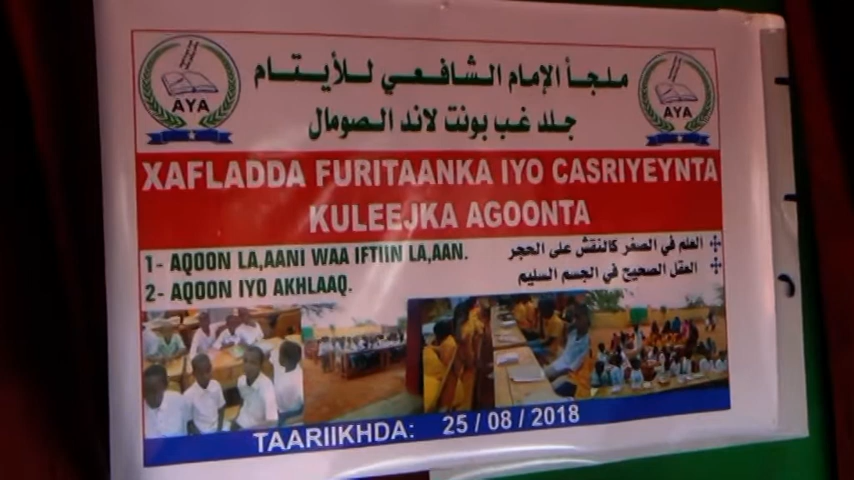 AYA
ملجأ الإمام الشافعي للأيتام
جلد غب بونت لاند الصومال
AYA
XAFLADDA FURITAANKA IYO CASRIYEYNTA
KULEEJKA AGOONTA
1- AQOON LA,AANI WAA IFTIIN LA,AAN.
2- AQOON IYO AKHLAAQ.
العلم في الصغر كالنقش على الحجر
العقل الصحيح في الجسم السليم
TAARIIKHDA: 25 / 08 / 2018